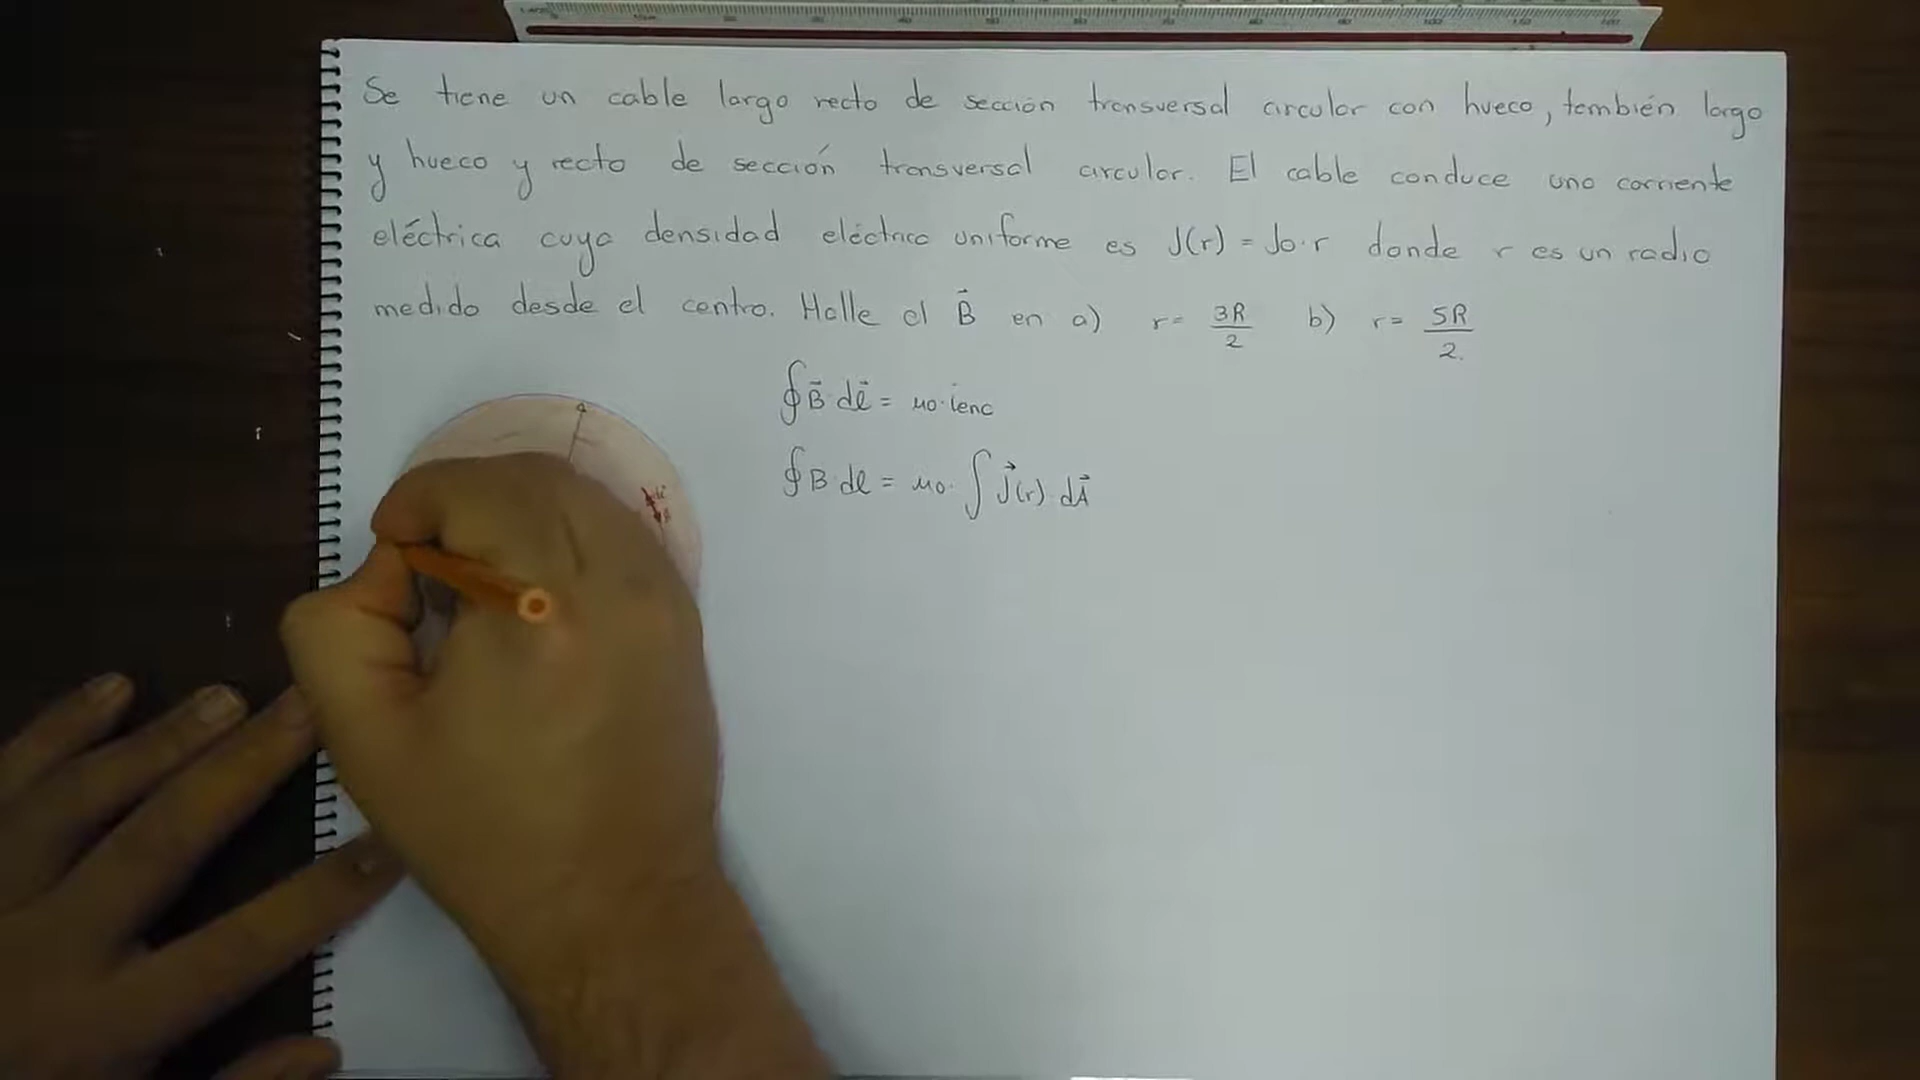 Se tiene un cable largo recto de sección transversal circular con hueco, también largo
y hueco y recto de sección transversal circular. El cable conduce una corriente
eléctrica cuya densidad eléctrica uniforme es J(r) = Jo·r donde r es un radio
medido desde el centro. Halle el B⃗ en a) r = 3R/2 b) r = 5R/2.
∮B⃗·dℓ⃗ = μo·ienc
∮B·dℓ = μo·∫J⃗(r)·dA⃗